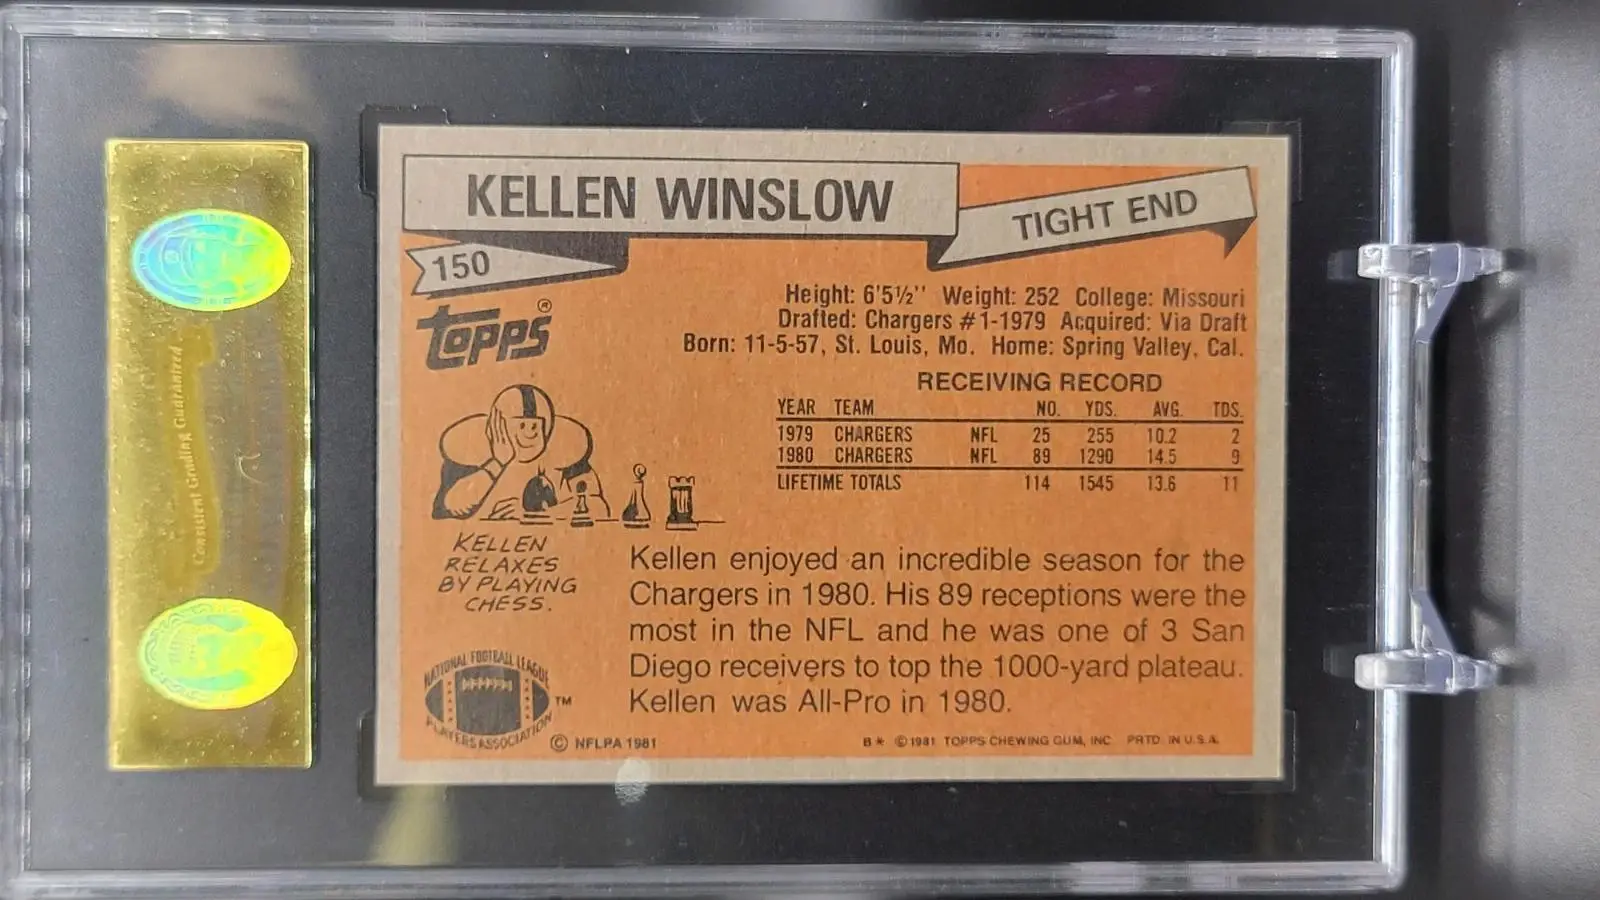 KELLEN WINSLOW
TIGHT END
150
topps®
Height: 6'5½'' Weight: 252 College: Missouri
Drafted: Chargers #1-1979 Acquired: Via Draft
Born: 11-5-57, St. Louis, Mo. Home: Spring Valley, Cal.
RECEIVING RECORD
YEAR TEAM NO. YDS. AVG. TDS.
1979 CHARGERS NFL 25 255 10.2 2
1980 CHARGERS NFL 89 1290 14.5 9
LIFETIME TOTALS 114 1545 13.6 11
KELLEN
RELAXES
BY PLAYING
CHESS.
Kellen enjoyed an incredible season for the
Chargers in 1980. His 89 receptions were the
most in the NFL and he was one of 3 San
Diego receivers to top the 1000-yard plateau.
Kellen was All-Pro in 1980.
NATIONAL FOOTBALL LEAGUE
PLAYERS ASSOCIATION
™
© NFLPA 1981
B* © 1981 TOPPS CHEWING GUM, INC PRTD. IN U.S.A.
Consistent Grading Guaranteed